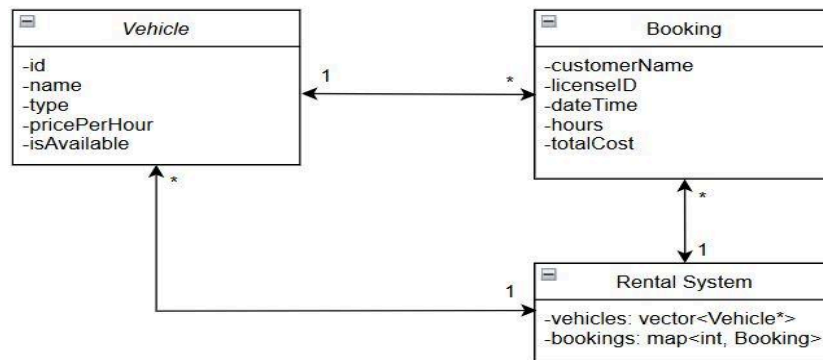 Vehicle
-id
-name
-type
-pricePerHour
-isAvailable
1
*
Booking
-customerName
-licenseID
-dateTime
-hours
-totalCost
*
*
1
1
Rental System
-vehicles: vector<Vehicle*>
-bookings: map<int, Booking>